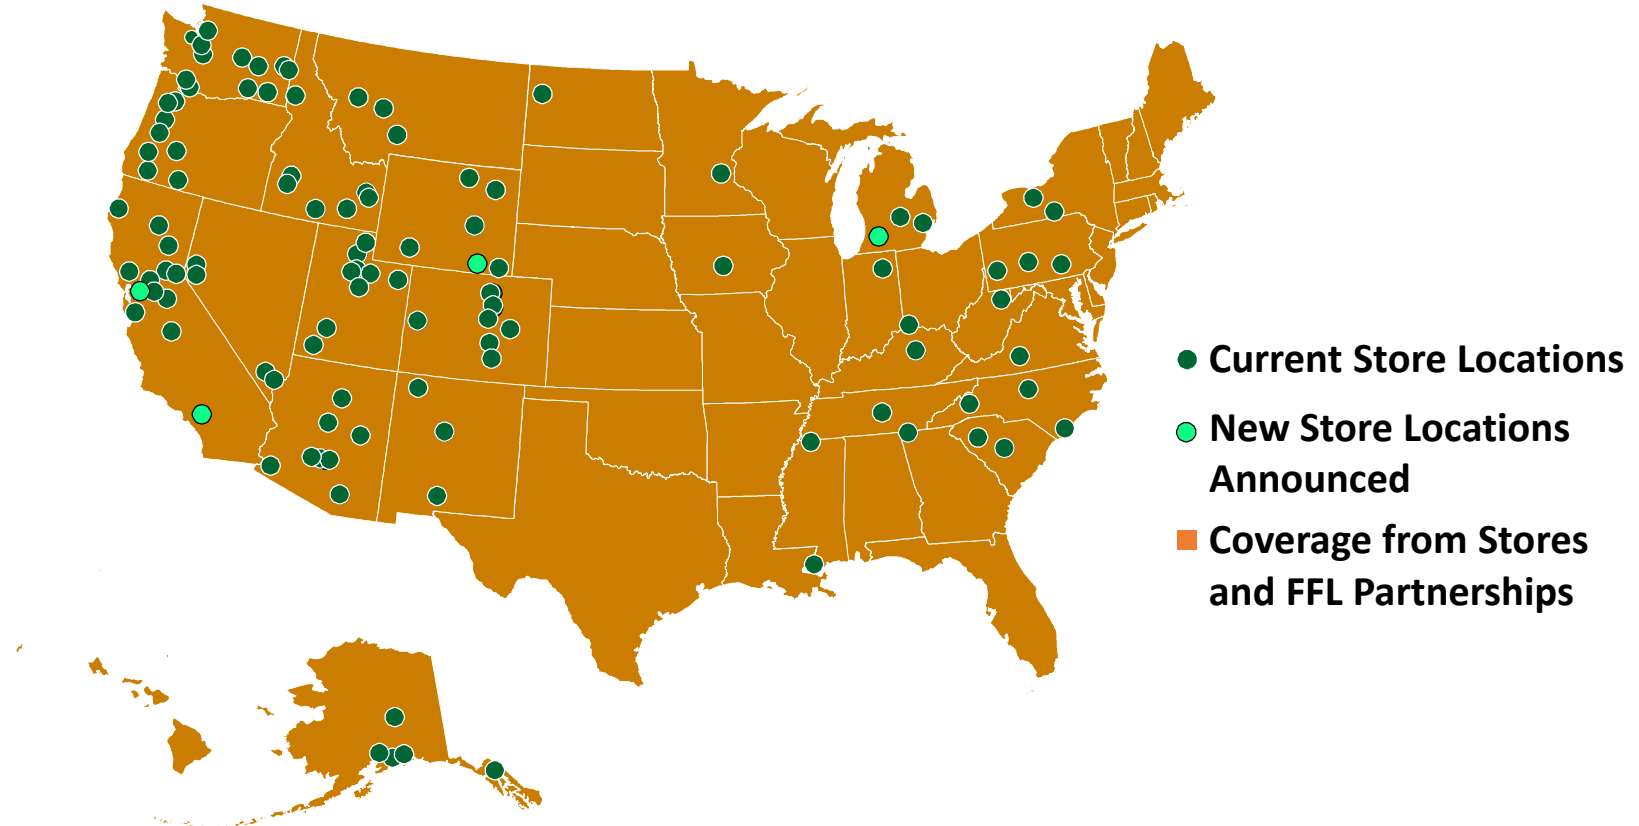 Current Store Locations
New Store Locations
Announced
Coverage from Stores
and FFL Partnerships